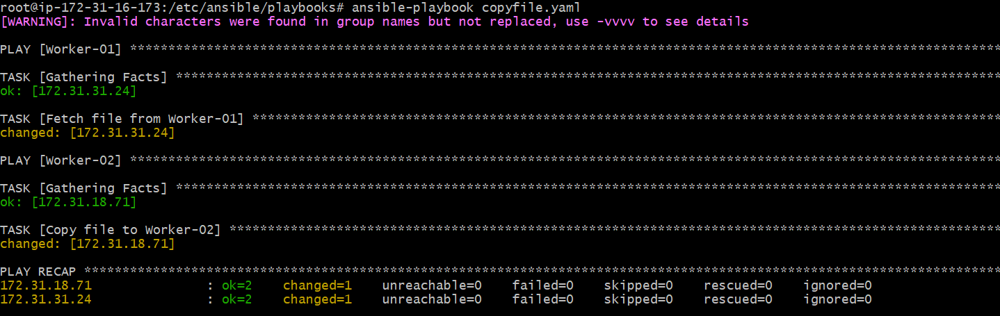 root@ip-172-31-16-173:/etc/ansible/playbooks# ansible-playbook copyfile.yaml
[WARNING]: Invalid characters were found in group names but not replaced, use -vvvv to see details
PLAY [Worker-01] ******************************************************************************************************************
TASK [Gathering Facts] ************************************************************************************************************
ok: [172.31.31.24]
TASK [Fetch file from Worker-01] **************************************************************************************************
changed: [172.31.31.24]
PLAY [Worker-02] ******************************************************************************************************************
TASK [Gathering Facts] ************************************************************************************************************
ok: [172.31.18.71]
TASK [Copy file to Worker-02] *****************************************************************************************************
changed: [172.31.18.71]
PLAY RECAP ************************************************************************************************************************
172.31.18.71               : ok=2    changed=1    unreachable=0    failed=0    skipped=0    rescued=0    ignored=0
172.31.31.24               : ok=2    changed=1    unreachable=0    failed=0    skipped=0    rescued=0    ignored=0